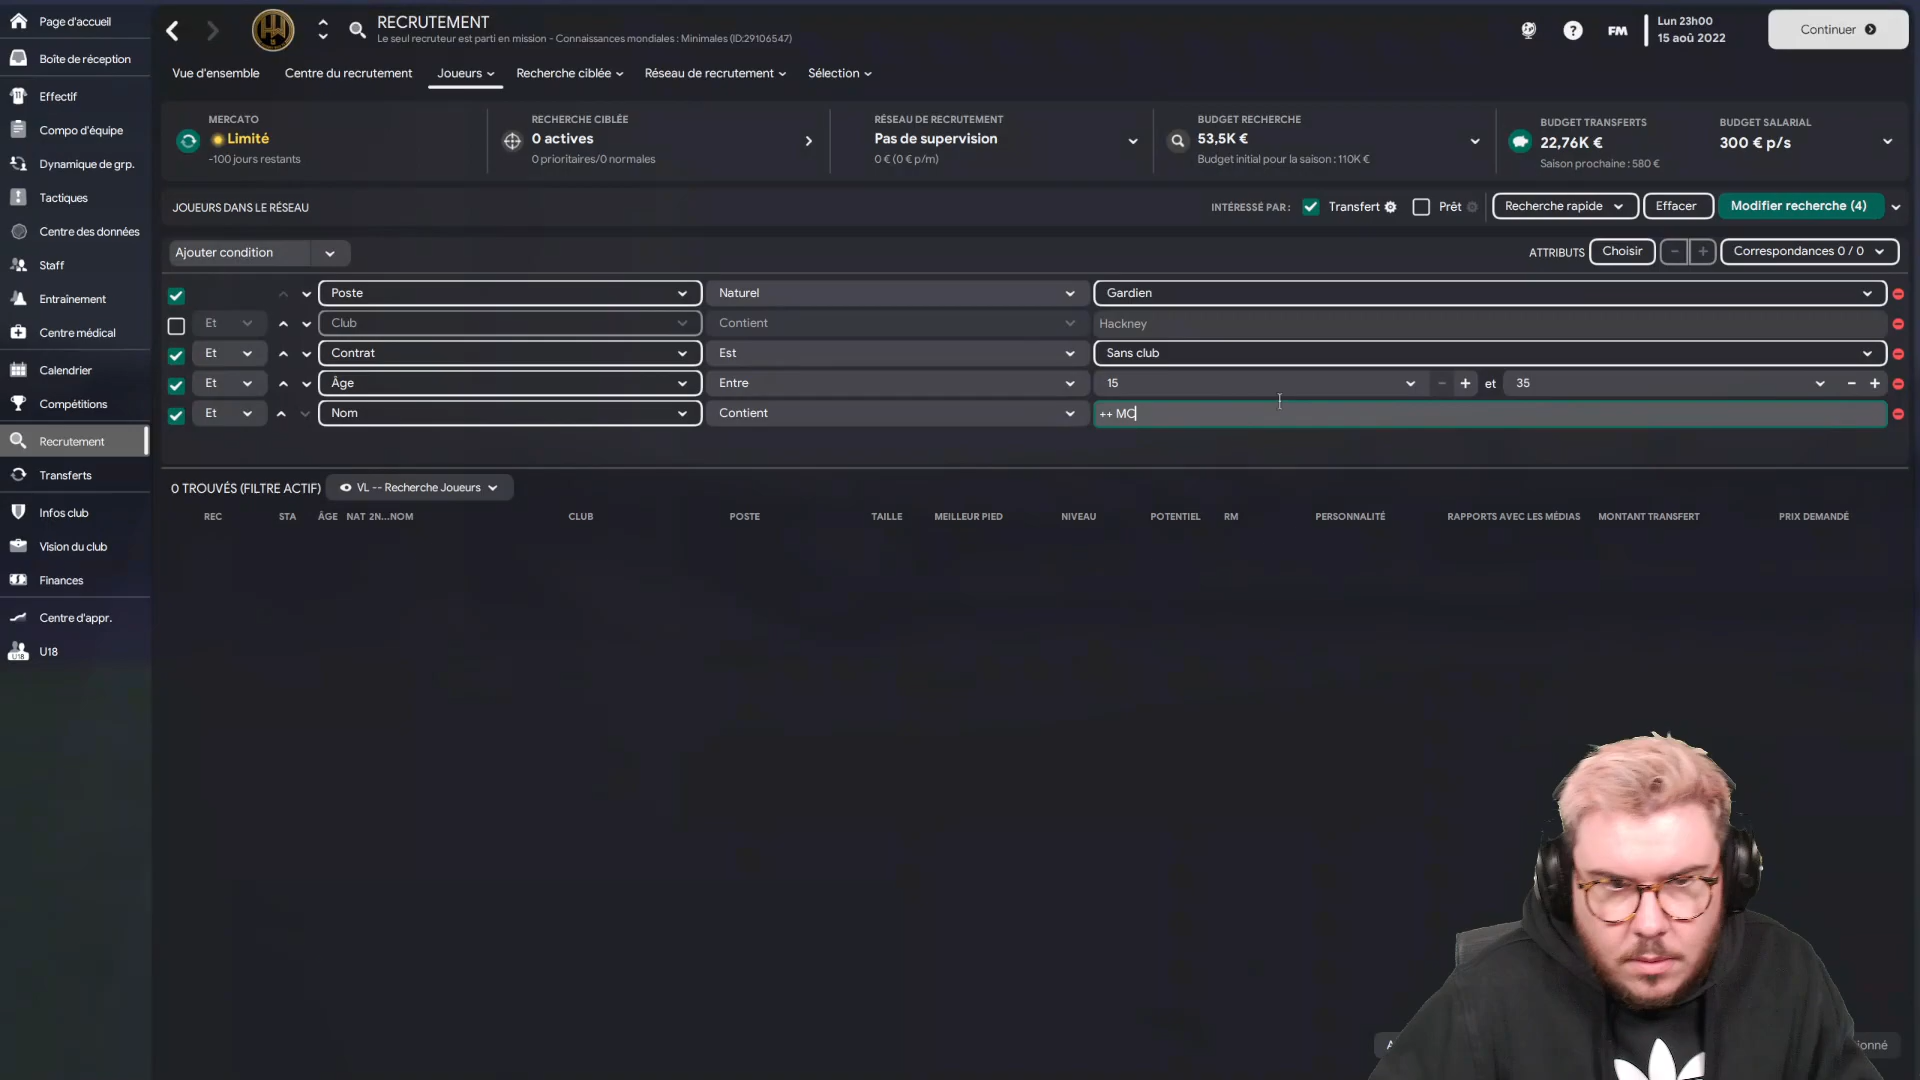 Page d'accueil
Boîte de réception
Effectif
Compo d'équipe
Dynamique de grp.
Tactiques
Centre des données
Staff
Entraînement
Centre médical
Calendrier
Compétitions
Recrutement
Transferts
Infos club
Vision du club
Finances
Centre d'appr.
U18
RECRUTEMENT
Le seul recruteur est parti en mission - Connaissances mondiales : Minimales (ID:29106547)
FM
Lun 23h00
15 aoû 2022
Continuer
Vue d'ensemble Centre du recrutement Joueurs Recherche ciblée Réseau de recrutement Sélection
MERCATO
Limité
-100 jours restants
RECHERCHE CIBLÉE
0 actives
0 prioritaires/0 normales
RÉSEAU DE RECRUTEMENT
Pas de supervision
0 € (0 € p/m)
BUDGET RECHERCHE
53,5K €
Budget initial pour la saison : 110K €
BUDGET TRANSFERTS
22,76K €
Saison prochaine : 580 €
BUDGET SALARIAL
300 € p/s
JOUEURS DANS LE RÉSEAU
INTÉRESSÉ PAR : Transfert Prêt Recherche rapide Effacer Modifier recherche (4)
Ajouter condition
ATTRIBUTS Choisir - + Correspondances 0 / 0
Poste Naturel Gardien
Et Club Contient Hackney
Et Contrat Est Sans club
Et Âge Entre 15 - + et 35 - +
Et Nom Contient ++ MC
0 TROUVÉS (FILTRE ACTIF) VL -- Recherche Joueurs
REC STA ÂGE NAT 2N...NOM CLUB POSTE TAILLE MEILLEUR PIED NIVEAU POTENTIEL RM PERSONNALITÉ RAPPORTS AVEC LES MÉDIAS MONTANT TRANSFERT PRIX DEMANDÉ